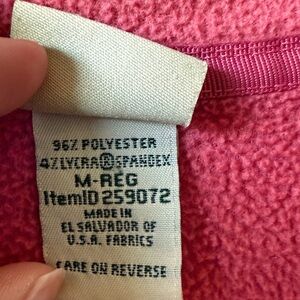 96% POLYESTER
4% LYCRA® SPANDEX
M-REG
ItemID 259072
MADE IN
EL SALVADOR OF
U.S.A. FABRICS
CARE ON REVERSE